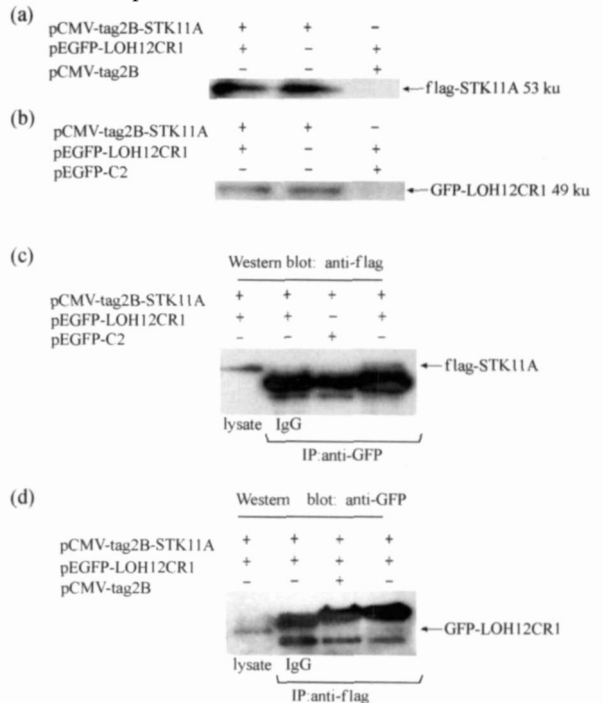 (a)
pCMV-tag2B-STK11A + + −
pEGFP-LOH12CR1 + − +
pCMV-tag2B − − +
flag-STK11A 53 ku
(b)
pCMV-tag2B-STK11A + + −
pEGFP-LOH12CR1 + − +
pEGFP-C2 − − +
GFP-LOH12CR1 49 ku
(c)
Western blot: anti-flag
pCMV-tag2B-STK11A + + + +
pEGFP-LOH12CR1 + + − +
pEGFP-C2 − − + −
flag-STK11A
lysate IgG
IP:anti-GFP
(d)
Western blot: anti-GFP
pCMV-tag2B-STK11A + + + +
pEGFP-LOH12CR1 + + + +
pCMV-tag2B − − + −
GFP-LOH12CR1
lysate IgG
IP:anti-flag